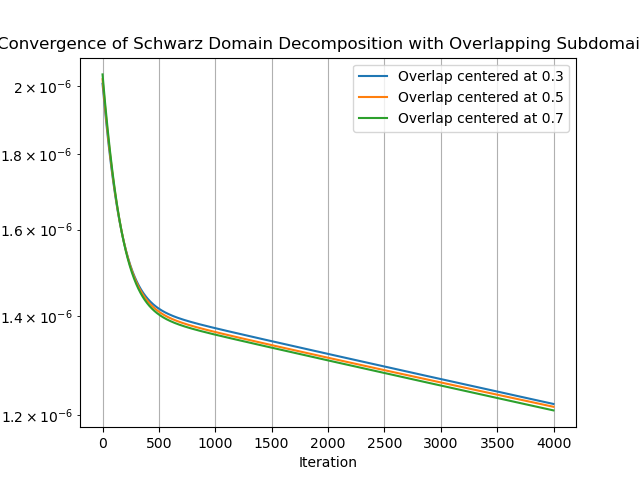 Convergence of Schwarz Domain Decomposition with Overlapping Subdomai
Overlap centered at 0.3
Overlap centered at 0.5
Overlap centered at 0.7
2 × 10⁻⁶
1.8 × 10⁻⁶
1.6 × 10⁻⁶
1.4 × 10⁻⁶
1.2 × 10⁻⁶
0 500 1000 1500 2000 2500 3000 3500 4000
Iteration